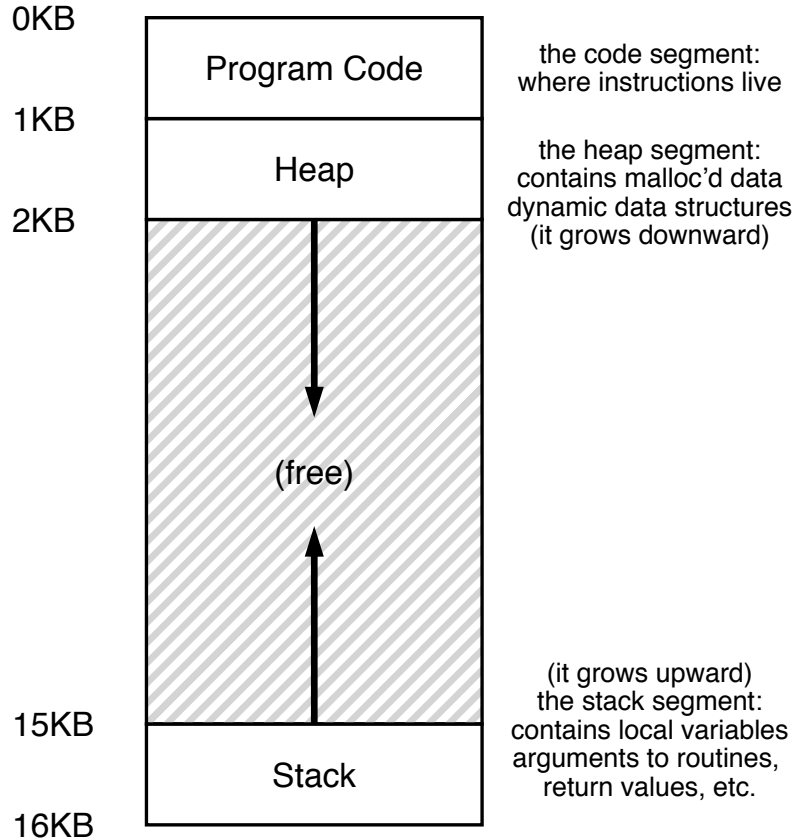 0KB
Program Code
the code segment:
where instructions live
1KB
Heap
the heap segment:
contains malloc’d data
dynamic data structures
(it grows downward)
2KB
(free)
(it grows upward)
the stack segment:
contains local variables
arguments to routines,
return values, etc.
15KB
Stack
16KB